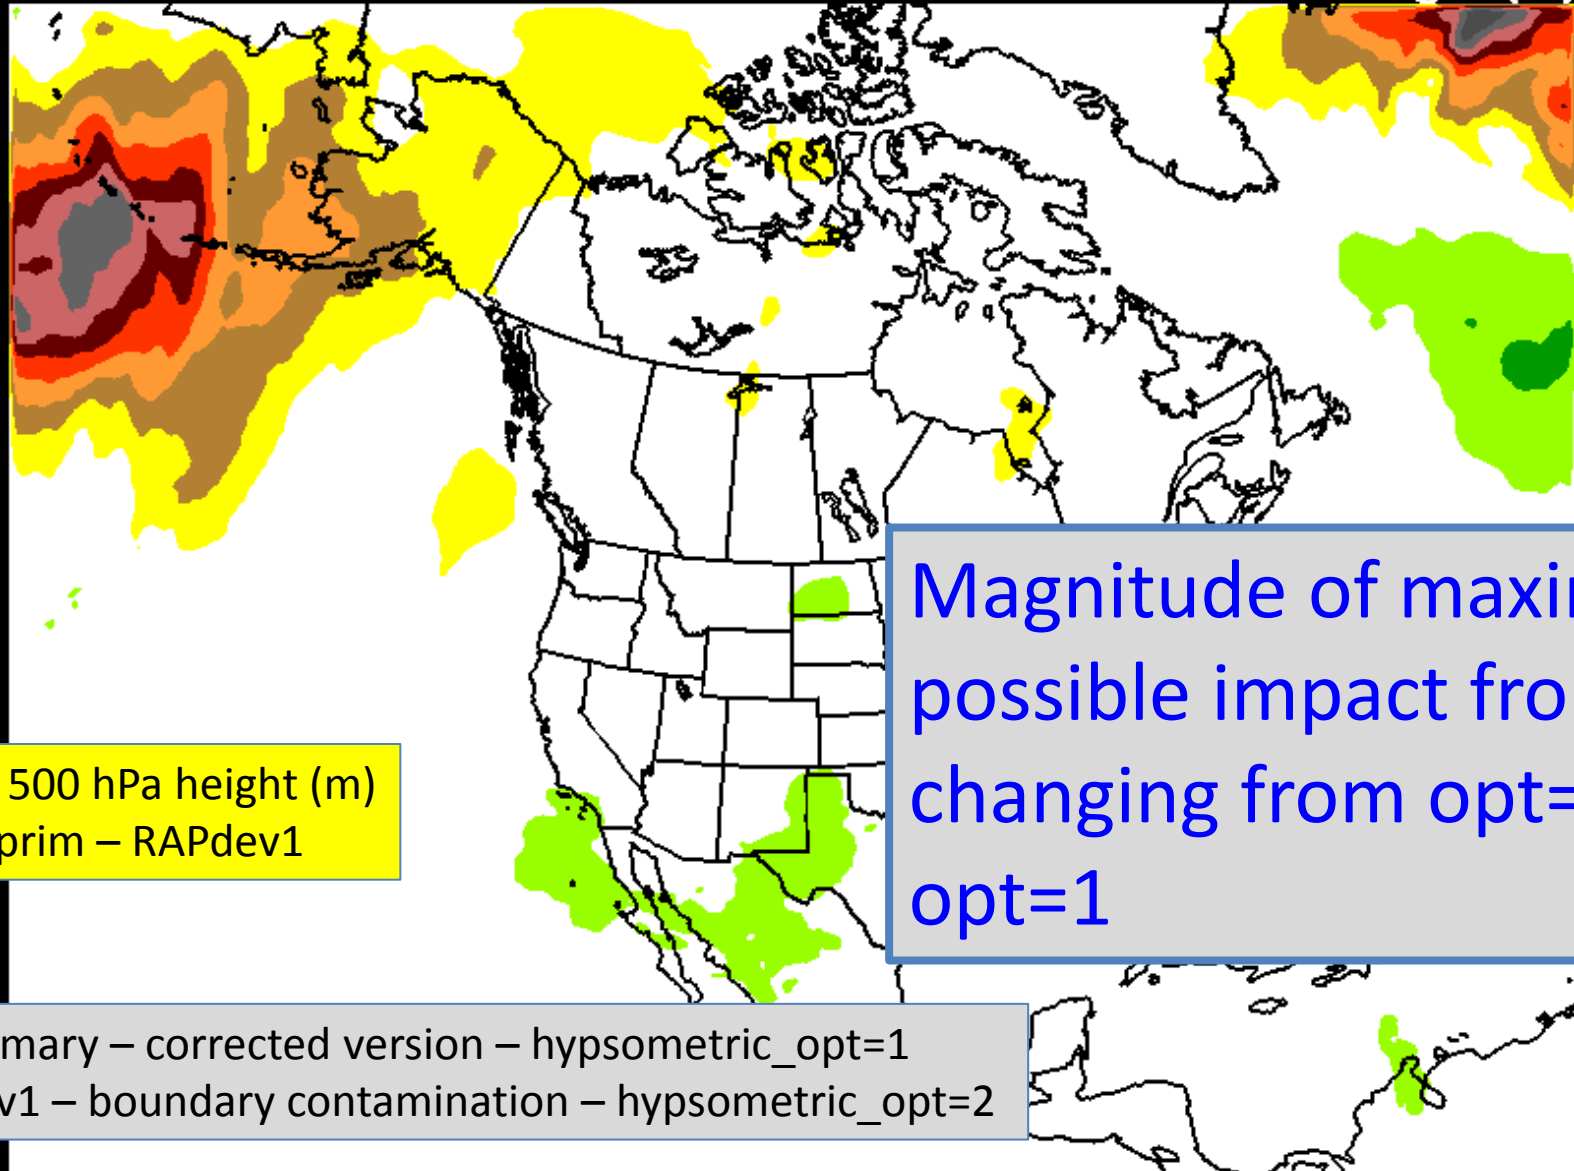 Magnitude of maxi
possible impact fro
changing from opt=
opt=1
500 hPa height (m)
prim – RAPdev1
mary – corrected version – hypsometric_opt=1
v1 – boundary contamination – hypsometric_opt=2